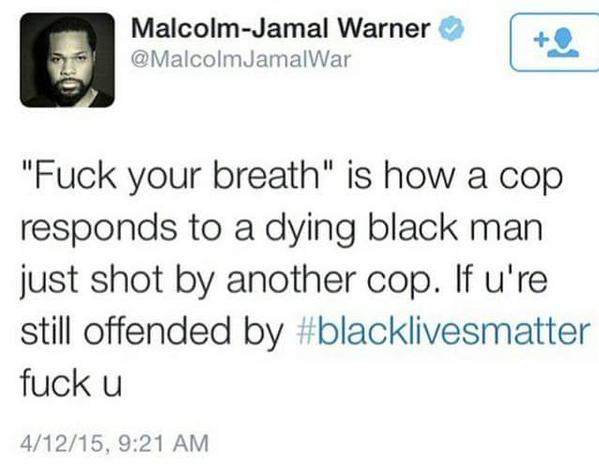 Malcolm-Jamal Warner
@MalcolmJamalWar
"Fuck your breath" is how a cop
responds to a dying black man
just shot by another cop. If u're
still offended by #blacklivesmatter
fuck u
4/12/15, 9:21 AM